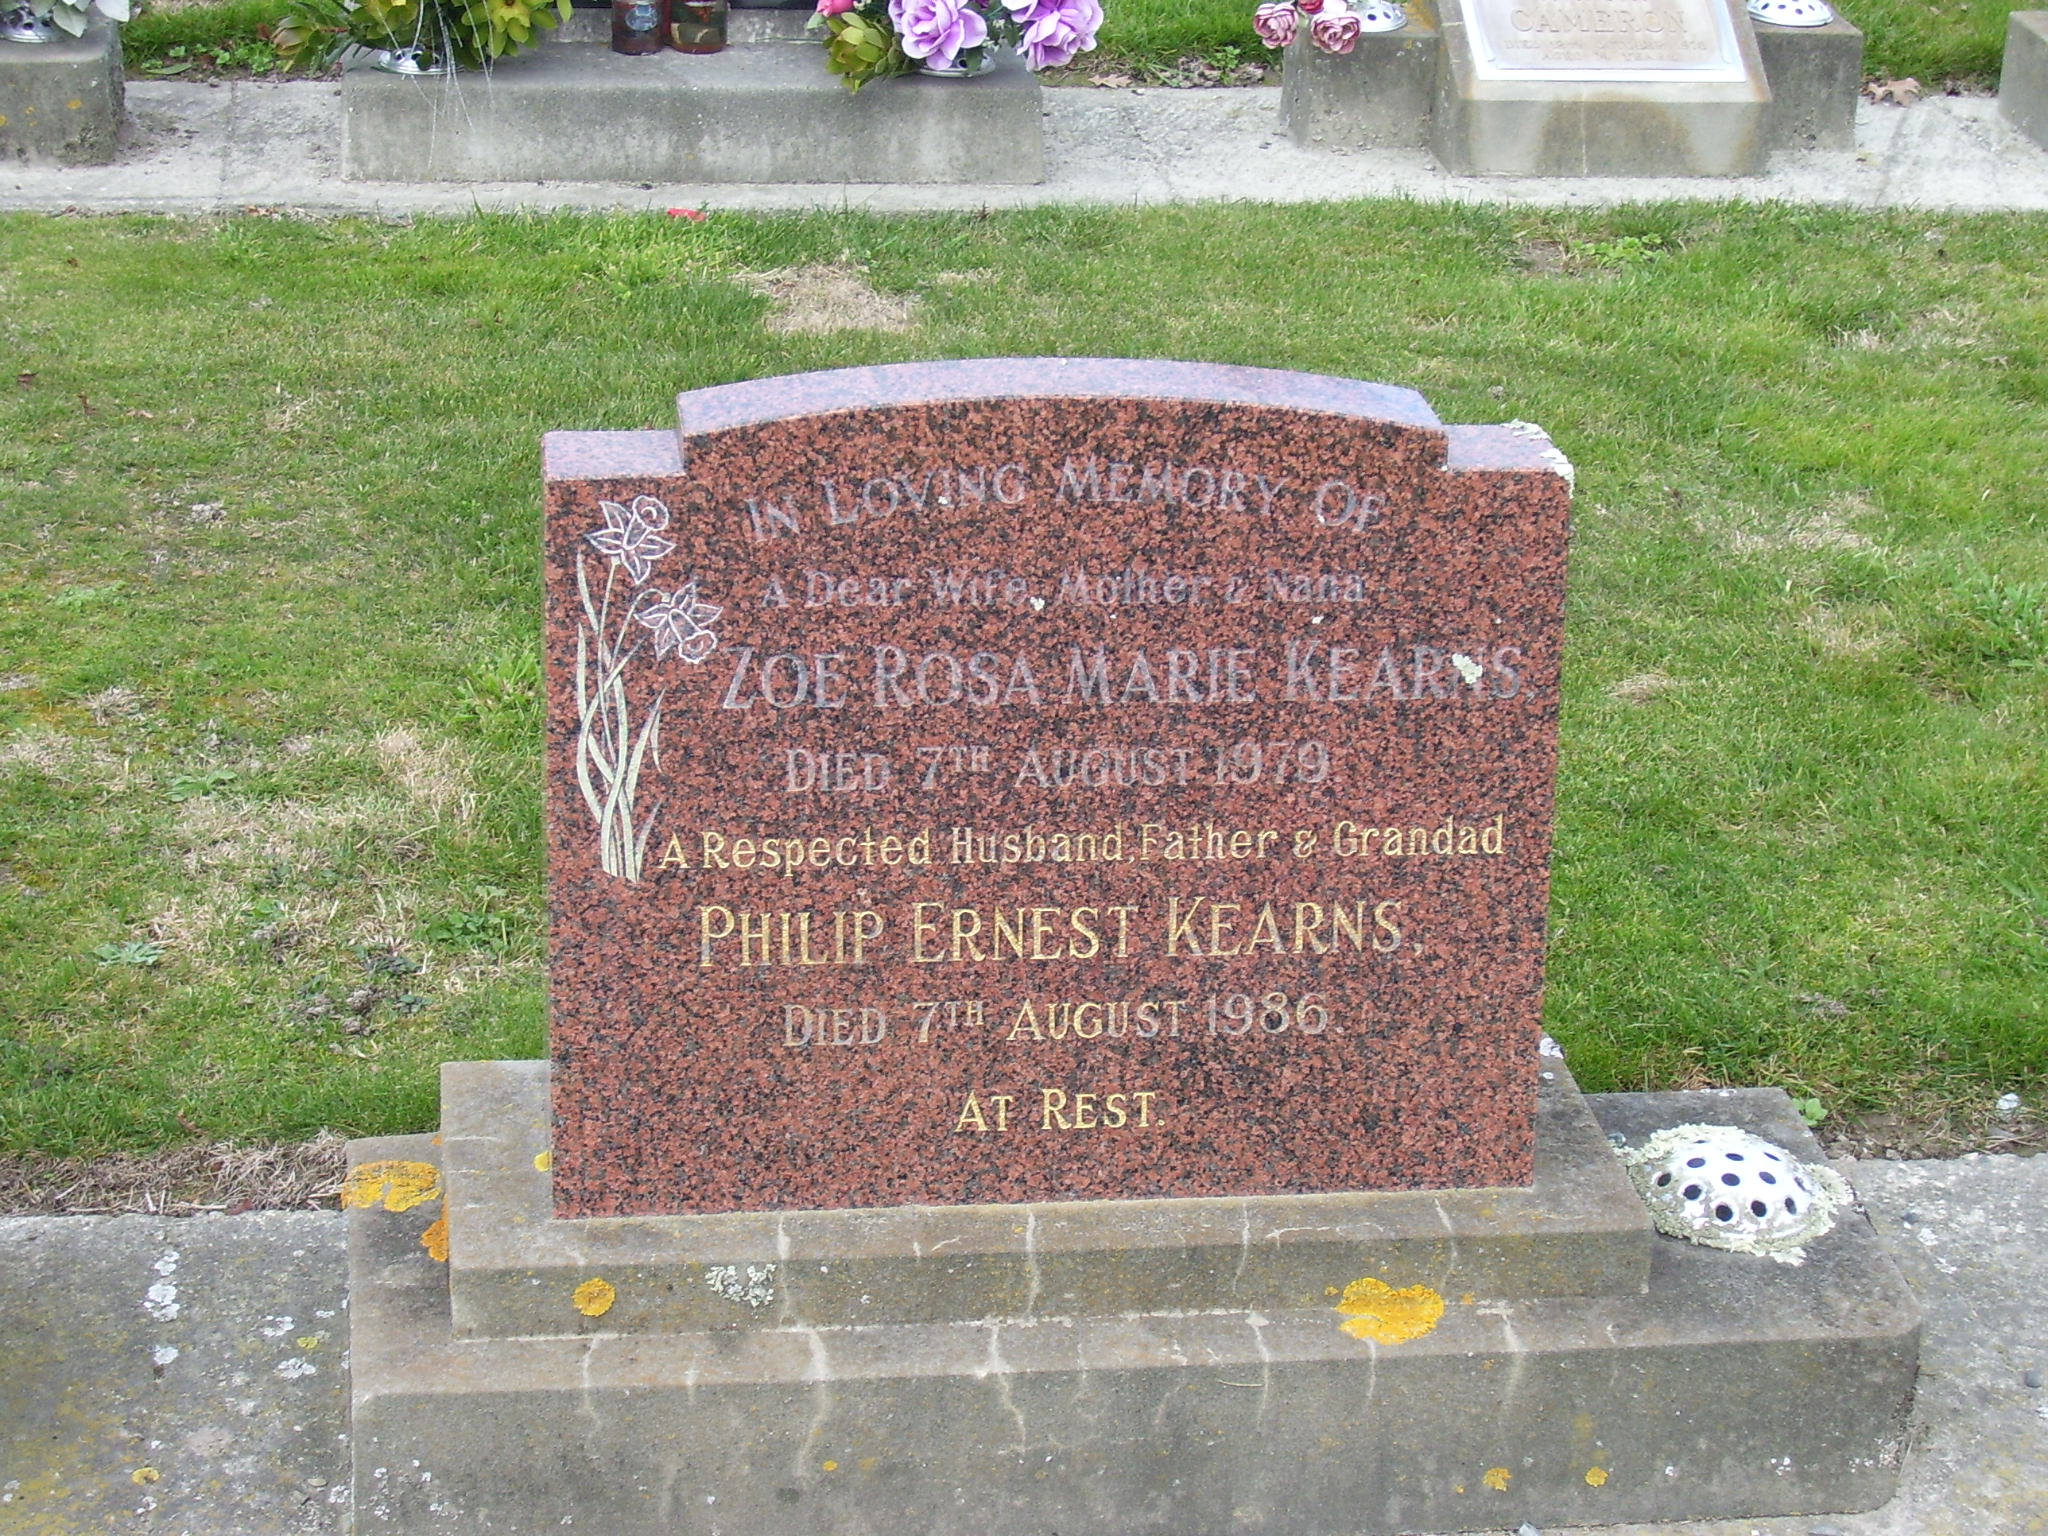 CAMERON
IN LOVING MEMORY OF
A Dear Wife, Mother & Nana
ZOE ROSA MARIE KEARNS.
DIED 7TH AUGUST 1979
A Respected Husband, Father & Grandad
PHILIP ERNEST KEARNS,
DIED 7TH AUGUST 1986.
AT REST.